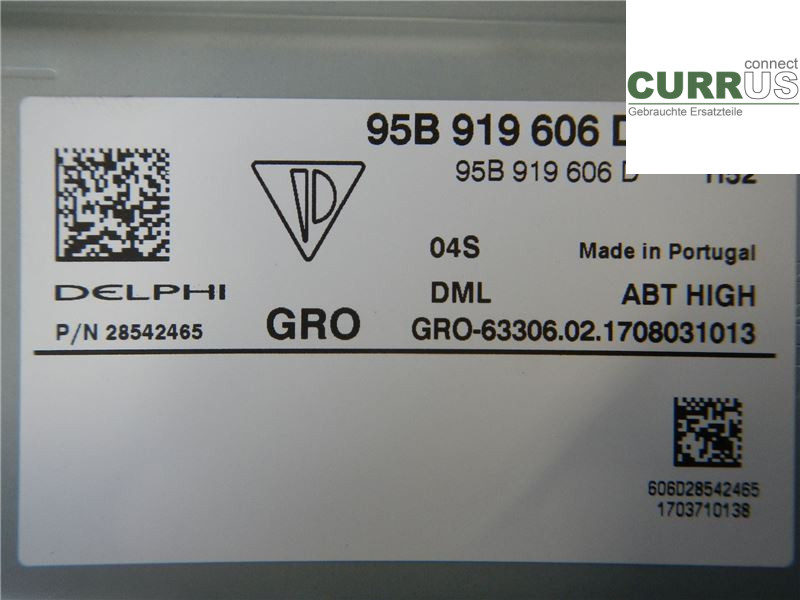 connect
CURRUS
Gebrauchte Ersatzteile
95B 919 606 D
95B 919 606 D H52
04S Made in Portugal
DELPHI DML ABT HIGH
P/N 28542465 GRO GRO-63306.02.1708031013
606D28542465
1703710138